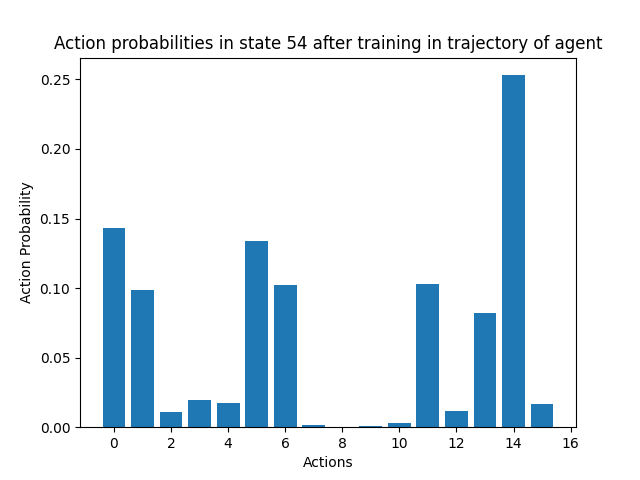 Action probabilities in state 54 after training in trajectory of agent
0.25
0.20
0.15
0.10
0.05
0.00
Action Probability
0 2 4 6 8 10 12 14 16
Actions